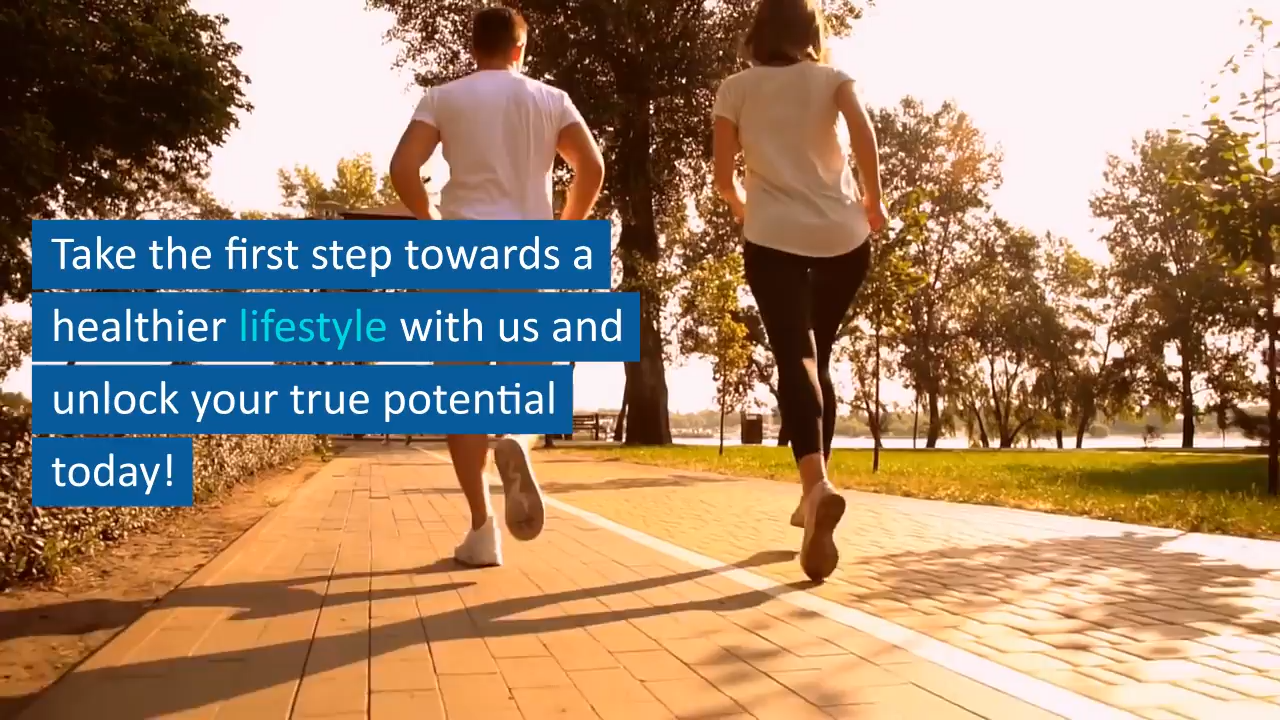 Take the first step towards a
healthier lifestyle with us and
unlock your true potential
today!